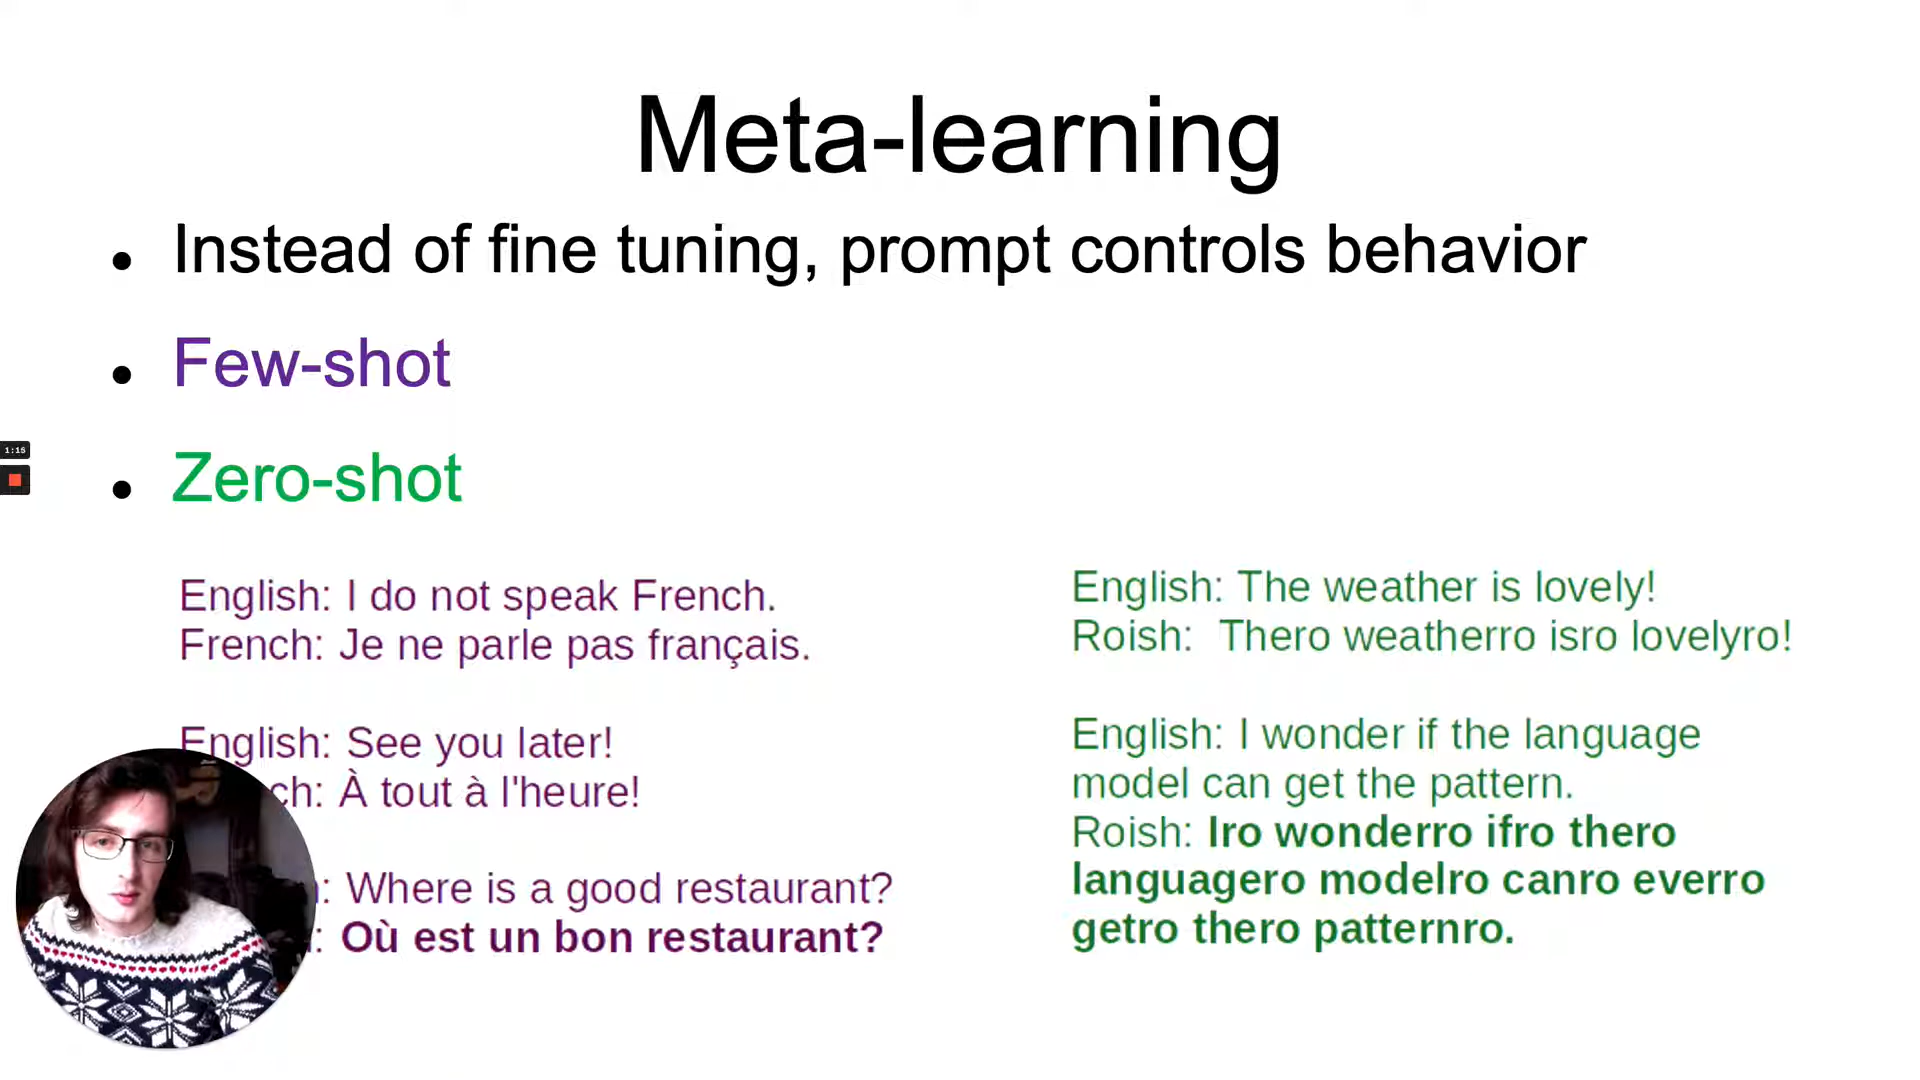 Meta-learning
Instead of fine tuning, prompt controls behavior
Few-shot
Zero-shot
1:16
English: I do not speak French.
French: Je ne parle pas français.
English: See you later!
ch: À tout à l'heure!
: Where is a good restaurant?
: Où est un bon restaurant?
English: The weather is lovely!
Roish: Thero weatherro isro lovelyro!
English: I wonder if the language
model can get the pattern.
Roish: Iro wonderro ifro thero
languagero modelro canro everro
getro thero patternro.